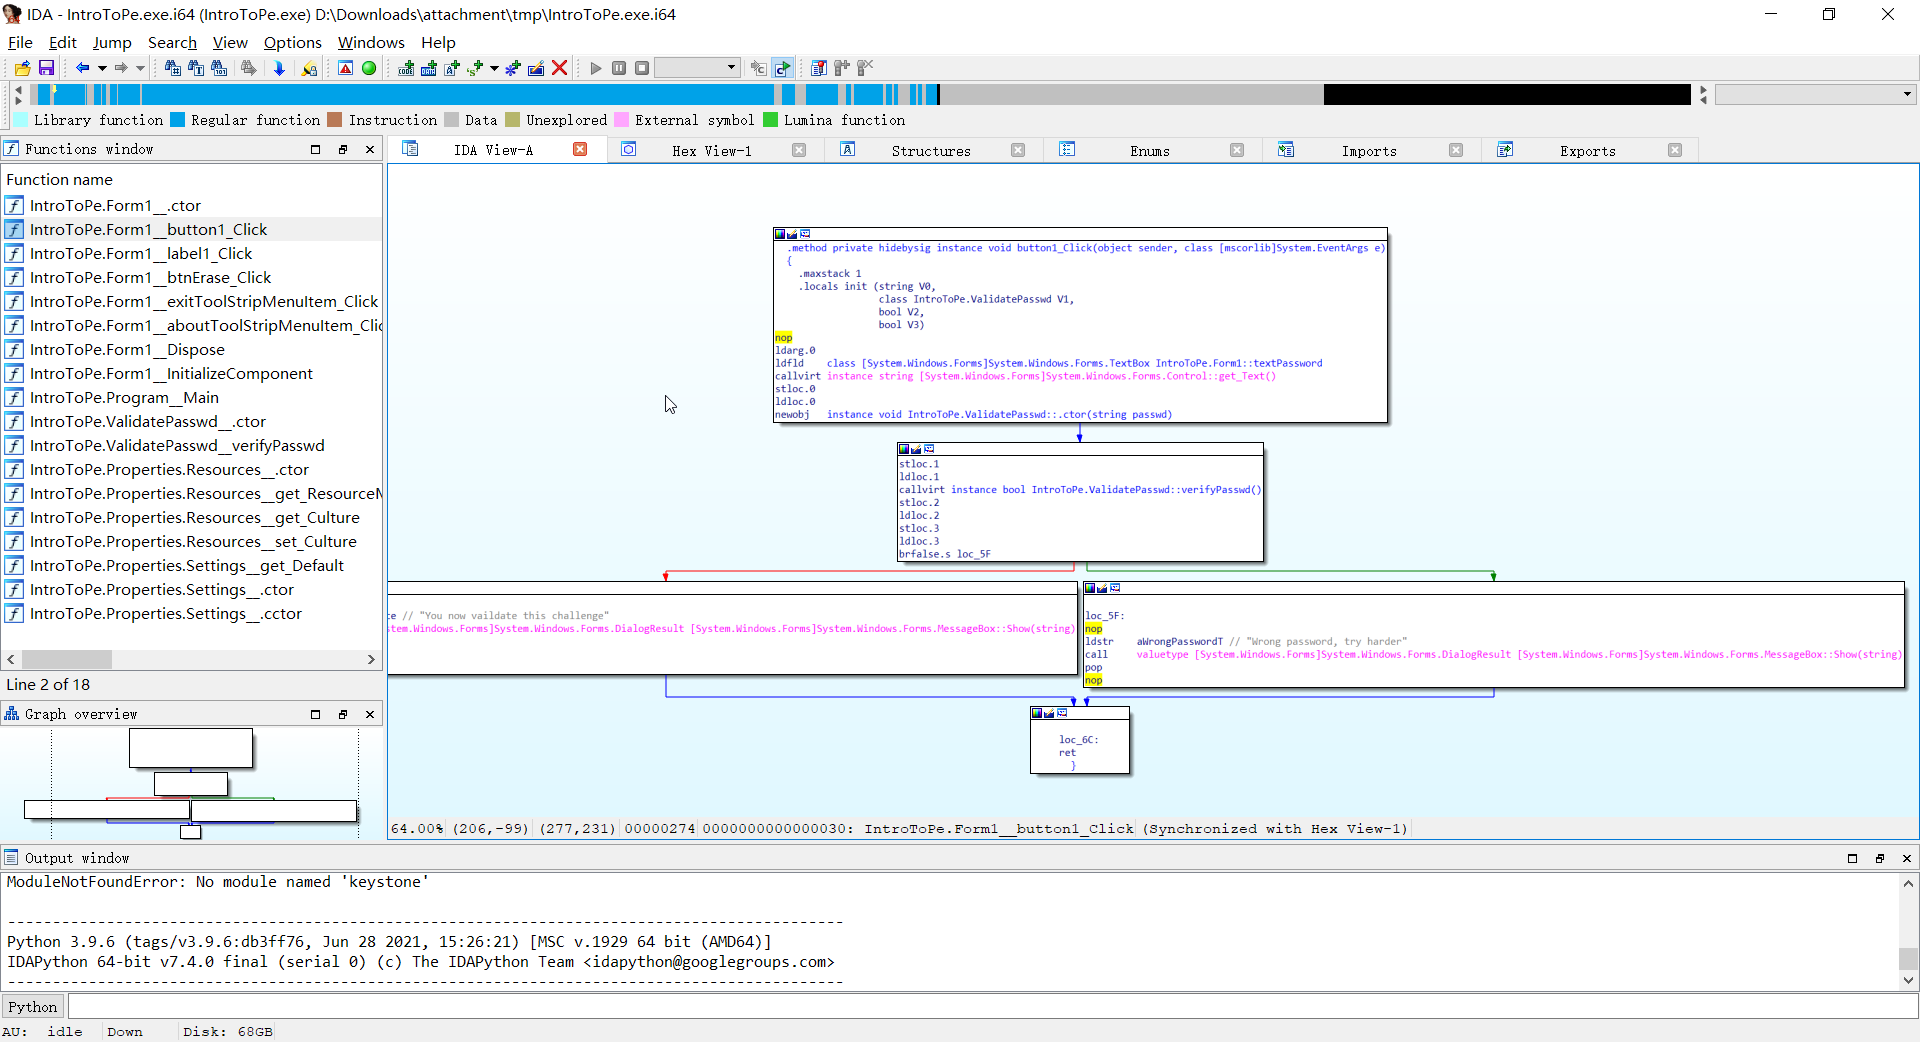 IDA - IntroToPe.exe.i64 (IntroToPe.exe) D:\Downloads\attachment\tmp\IntroToPe.exe.i64
File Edit Jump Search View Options Windows Help
Library function Regular function Instruction Data Unexplored External symbol Lumina function
Functions window
Function name
IntroToPe.Form1__.ctor
IntroToPe.Form1__button1_Click
IntroToPe.Form1__label1_Click
IntroToPe.Form1__btnErase_Click
IntroToPe.Form1__exitToolStripMenuItem_Click
IntroToPe.Form1__aboutToolStripMenuItem_Clic
IntroToPe.Form1__Dispose
IntroToPe.Form1__InitializeComponent
IntroToPe.Program__Main
IntroToPe.ValidatePasswd__.ctor
IntroToPe.ValidatePasswd__verifyPasswd
IntroToPe.Properties.Resources__.ctor
IntroToPe.Properties.Resources__get_ResourceM
IntroToPe.Properties.Resources__get_Culture
IntroToPe.Properties.Resources__set_Culture
IntroToPe.Properties.Settings__get_Default
IntroToPe.Properties.Settings__.ctor
IntroToPe.Properties.Settings__.cctor
Line 2 of 18
Graph overview
IDA View-A Hex View-1 Structures Enums Imports Exports
.method private hidebysig instance void button1_Click(object sender, class [mscorlib]System.EventArgs e)
{
.maxstack 1
.locals init (string V0,
class IntroToPe.ValidatePasswd V1,
bool V2,
bool V3)
nop
ldarg.0
ldfld class [System.Windows.Forms]System.Windows.Forms.TextBox IntroToPe.Form1::textPassword
callvirt instance string [System.Windows.Forms]System.Windows.Forms.Control::get_Text()
stloc.0
ldloc.0
newobj instance void IntroToPe.ValidatePasswd::.ctor(string passwd)
stloc.1
ldloc.1
callvirt instance bool IntroToPe.ValidatePasswd::verifyPasswd()
stloc.2
ldloc.2
stloc.3
ldloc.3
brfalse.s loc_5F
ce // "You now vaildate this challenge"
stem.Windows.Forms]System.Windows.Forms.DialogResult [System.Windows.Forms]System.Windows.Forms.MessageBox::Show(string)
loc_5F:
nop
ldstr aWrongPasswordT // "Wrong password, try harder"
call valuetype [System.Windows.Forms]System.Windows.Forms.DialogResult [System.Windows.Forms]System.Windows.Forms.MessageBox::Show(string)
pop
nop
loc_6C:
ret
}
64.00% (206,-99) (277,231) 00000274 0000000000000030: IntroToPe.Form1__button1_Click (Synchronized with Hex View-1)
Output window
ModuleNotFoundError: No module named 'keystone'
---------------------------------------------------------------------------------------------
Python 3.9.6 (tags/v3.9.6:db3ff76, Jun 28 2021, 15:26:21) [MSC v.1929 64 bit (AMD64)]
IDAPython 64-bit v7.4.0 final (serial 0) (c) The IDAPython Team <idapython@googlegroups.com>
---------------------------------------------------------------------------------------------
Python
AU: idle Down Disk: 68GB